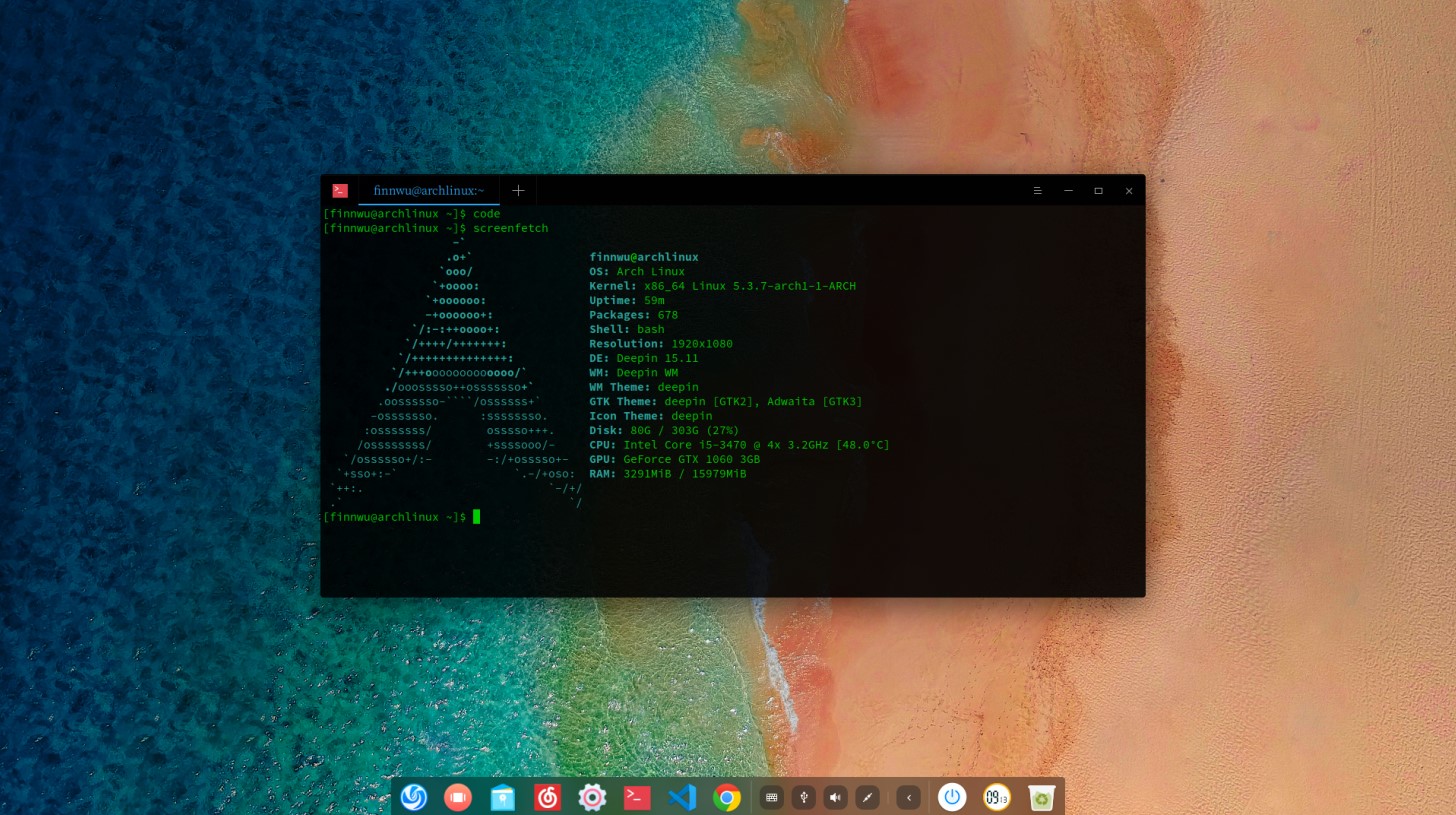 finnwu@archlinux:~
[finnwu@archlinux ~]$ code
[finnwu@archlinux ~]$ screenfetch
-`
.o+` finnwu@archlinux
`ooo/ OS: Arch Linux
`+oooo: Kernel: x86_64 Linux 5.3.7-arch1-1-ARCH
`+oooooo: Uptime: 59m
-+oooooo+: Packages: 678
`/:-:++oooo+: Shell: bash
`/++++/+++++++: Resolution: 1920x1080
`/++++++++++++++: DE: Deepin 15.11
`/+++ooooooooooooo/` WM: Deepin WM
./ooosssso++osssssso+` WM Theme: deepin
.oossssso-````/ossssss+` GTK Theme: deepin [GTK2], Adwaita [GTK3]
-osssssso. :ssssssso. Icon Theme: deepin
:osssssss/ osssso+++. Disk: 80G / 303G (27%)
/ossssssss/ +ssssooo/- CPU: Intel Core i5-3470 @ 4x 3.2GHz [48.0°C]
`/ossssso+/:- -:/+osssso+- GPU: GeForce GTX 1060 3GB
`+sso+:-` `.-/+oso: RAM: 3291MiB / 15979MiB
`++:. `-/+/
.` `/
[finnwu@archlinux ~]$
09 13